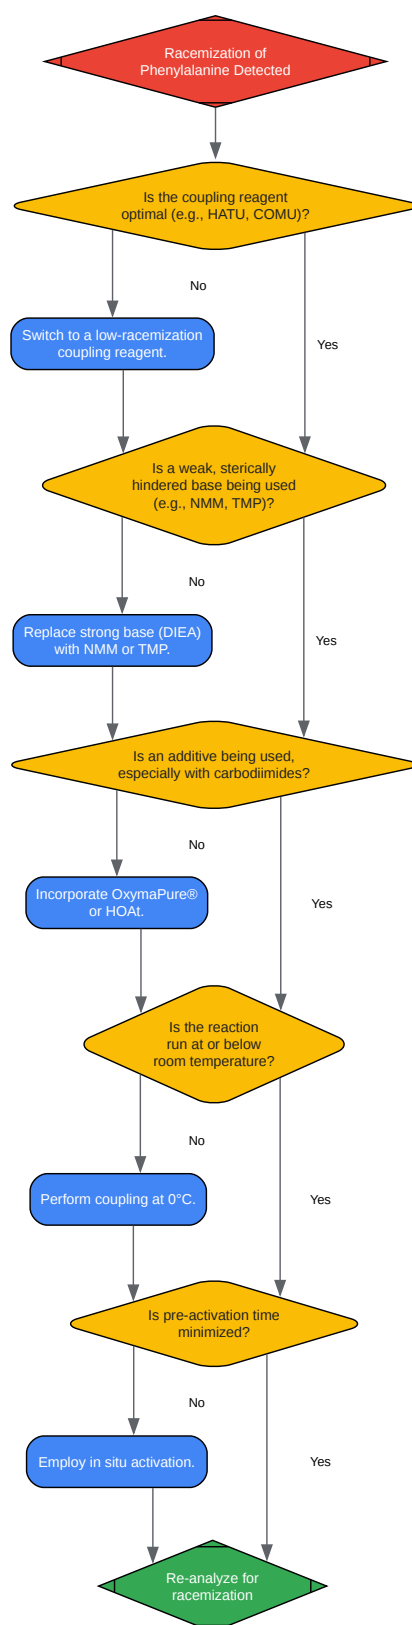 Racemization of
Phenylalanine Detected
Is the coupling reagent
optimal (e.g., HATU, COMU)?
No
Yes
Switch to a low-racemization
coupling reagent.
Is a weak, sterically
hindered base being used
(e.g., NMM, TMP)?
No
Yes
Replace strong base (DIEA)
with NMM or TMP.
Is an additive being used,
especially with carbodiimides?
No
Yes
Incorporate OxymaPure®
or HOAt.
Is the reaction
run at or below
room temperature?
No
Yes
Perform coupling at 0°C.
Is pre-activation time
minimized?
No
Yes
Employ in situ activation.
Re-analyze for
racemization